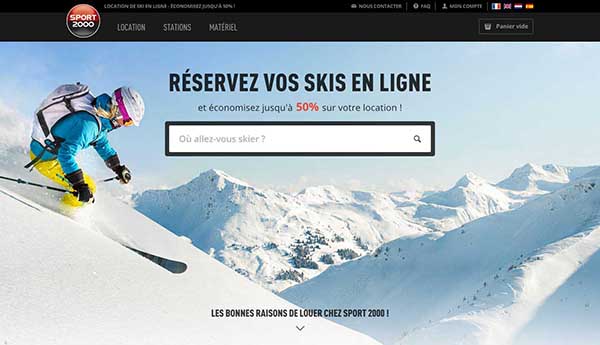 LOCATION DE SKI EN LIGNE : ÉCONOMISEZ JUSQU'À 50% !
NOUS CONTACTER FAQ MON COMPTE
SPORT 2000
LOCATION STATIONS MATÉRIEL
Panier vide
RÉSERVEZ VOS SKIS EN LIGNE
et économisez jusqu'à 50% sur votre location !
Où allez-vous skier ?
LES BONNES RAISONS DE LOUER CHEZ SPORT 2000 !